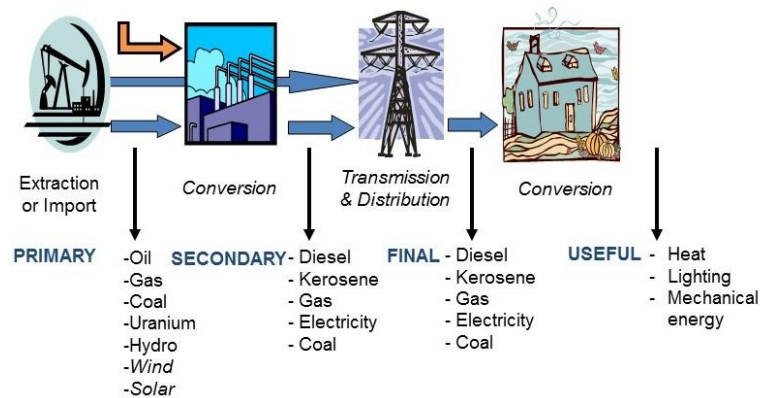 Extraction
or Import
Conversion
Transmission
& Distribution
Conversion
PRIMARY
-Oil
-Gas
-Coal
-Uranium
-Hydro
-Wind
-Solar
SECONDARY
- Diesel
- Kerosene
- Gas
- Electricity
- Coal
FINAL
- Diesel
- Kerosene
- Gas
- Electricity
- Coal
USEFUL
- Heat
- Lighting
- Mechanical
energy